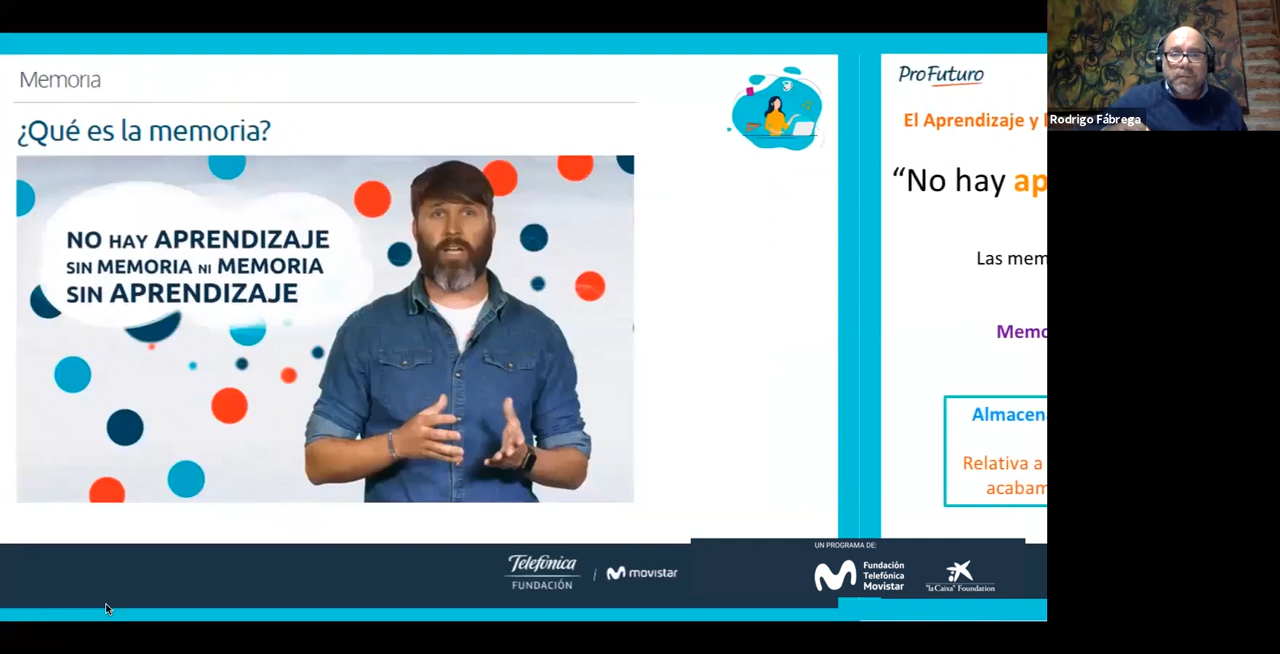 Memoria
¿Qué es la memoria?
NO HAY APRENDIZAJE
SIN MEMORIA NI MEMORIA
SIN APRENDIZAJE
Telefónica
FUNDACIÓN
movistar
ProFuturo
El Aprendizaje y
“No hay ap
Las mem
Memo
Almacen
Relativa a
acabam
UN PROGRAMA DE:
Fundación
Telefónica
Movistar
"la Caixa" Foundation
Rodrigo Fábrega